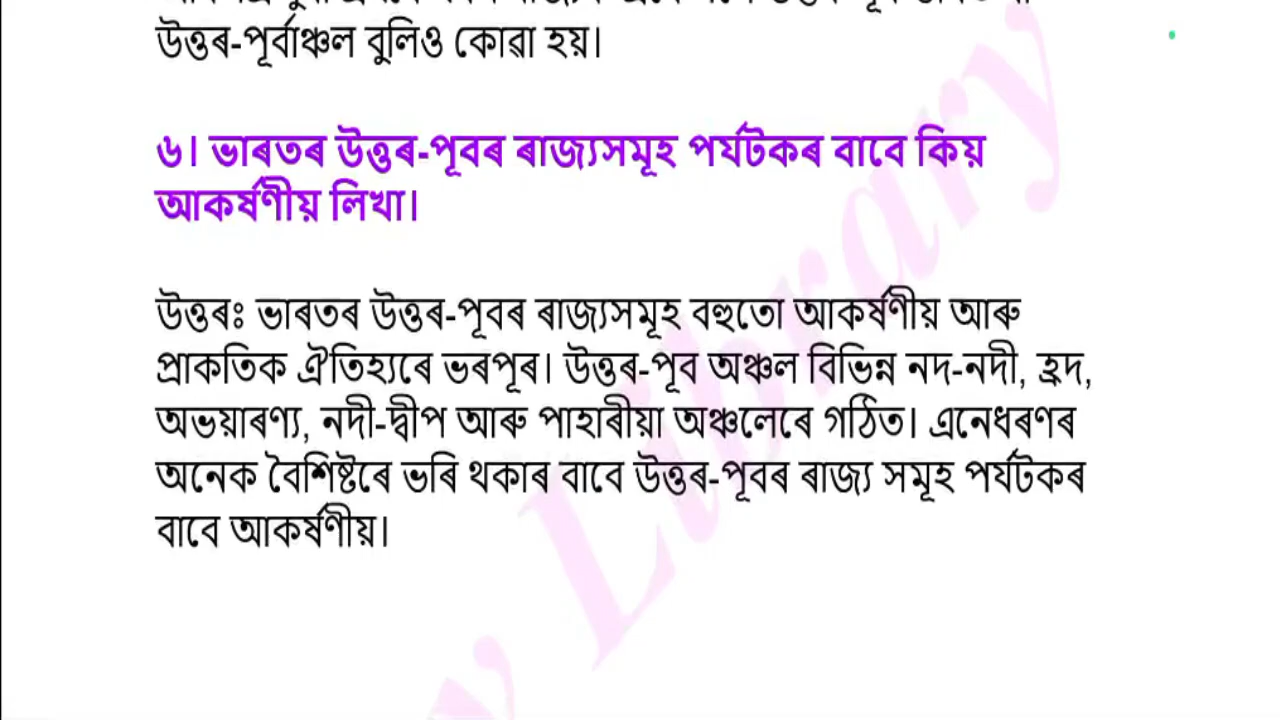 উত্তৰ-পূৰ্বাঞ্চল বুলিও কোৱা হয়।
৬। ভাৰতৰ উত্তৰ-পূবৰ ৰাজ্যসমূহ পৰ্যটকৰ বাবে কিয়
আকৰ্ষণীয় লিখা।
উত্তৰঃ ভাৰতৰ উত্তৰ-পূবৰ ৰাজ্যসমূহ বহুতো আকৰ্ষণীয় আৰু
প্ৰাকতিক ঐতিহ্যৰে ভৰপূৰ। উত্তৰ-পূব অঞ্চল বিভিন্ন নদ-নদী, হ্ৰদ,
অভয়াৰণ্য, নদী-দ্বীপ আৰু পাহাৰীয়া অঞ্চলেৰে গঠিত। এনেধৰণৰ
অনেক বৈশিষ্টৰে ভৰি থকাৰ বাবে উত্তৰ-পূবৰ ৰাজ্য সমূহ পৰ্যটকৰ
বাবে আকৰ্ষণীয়।
Library